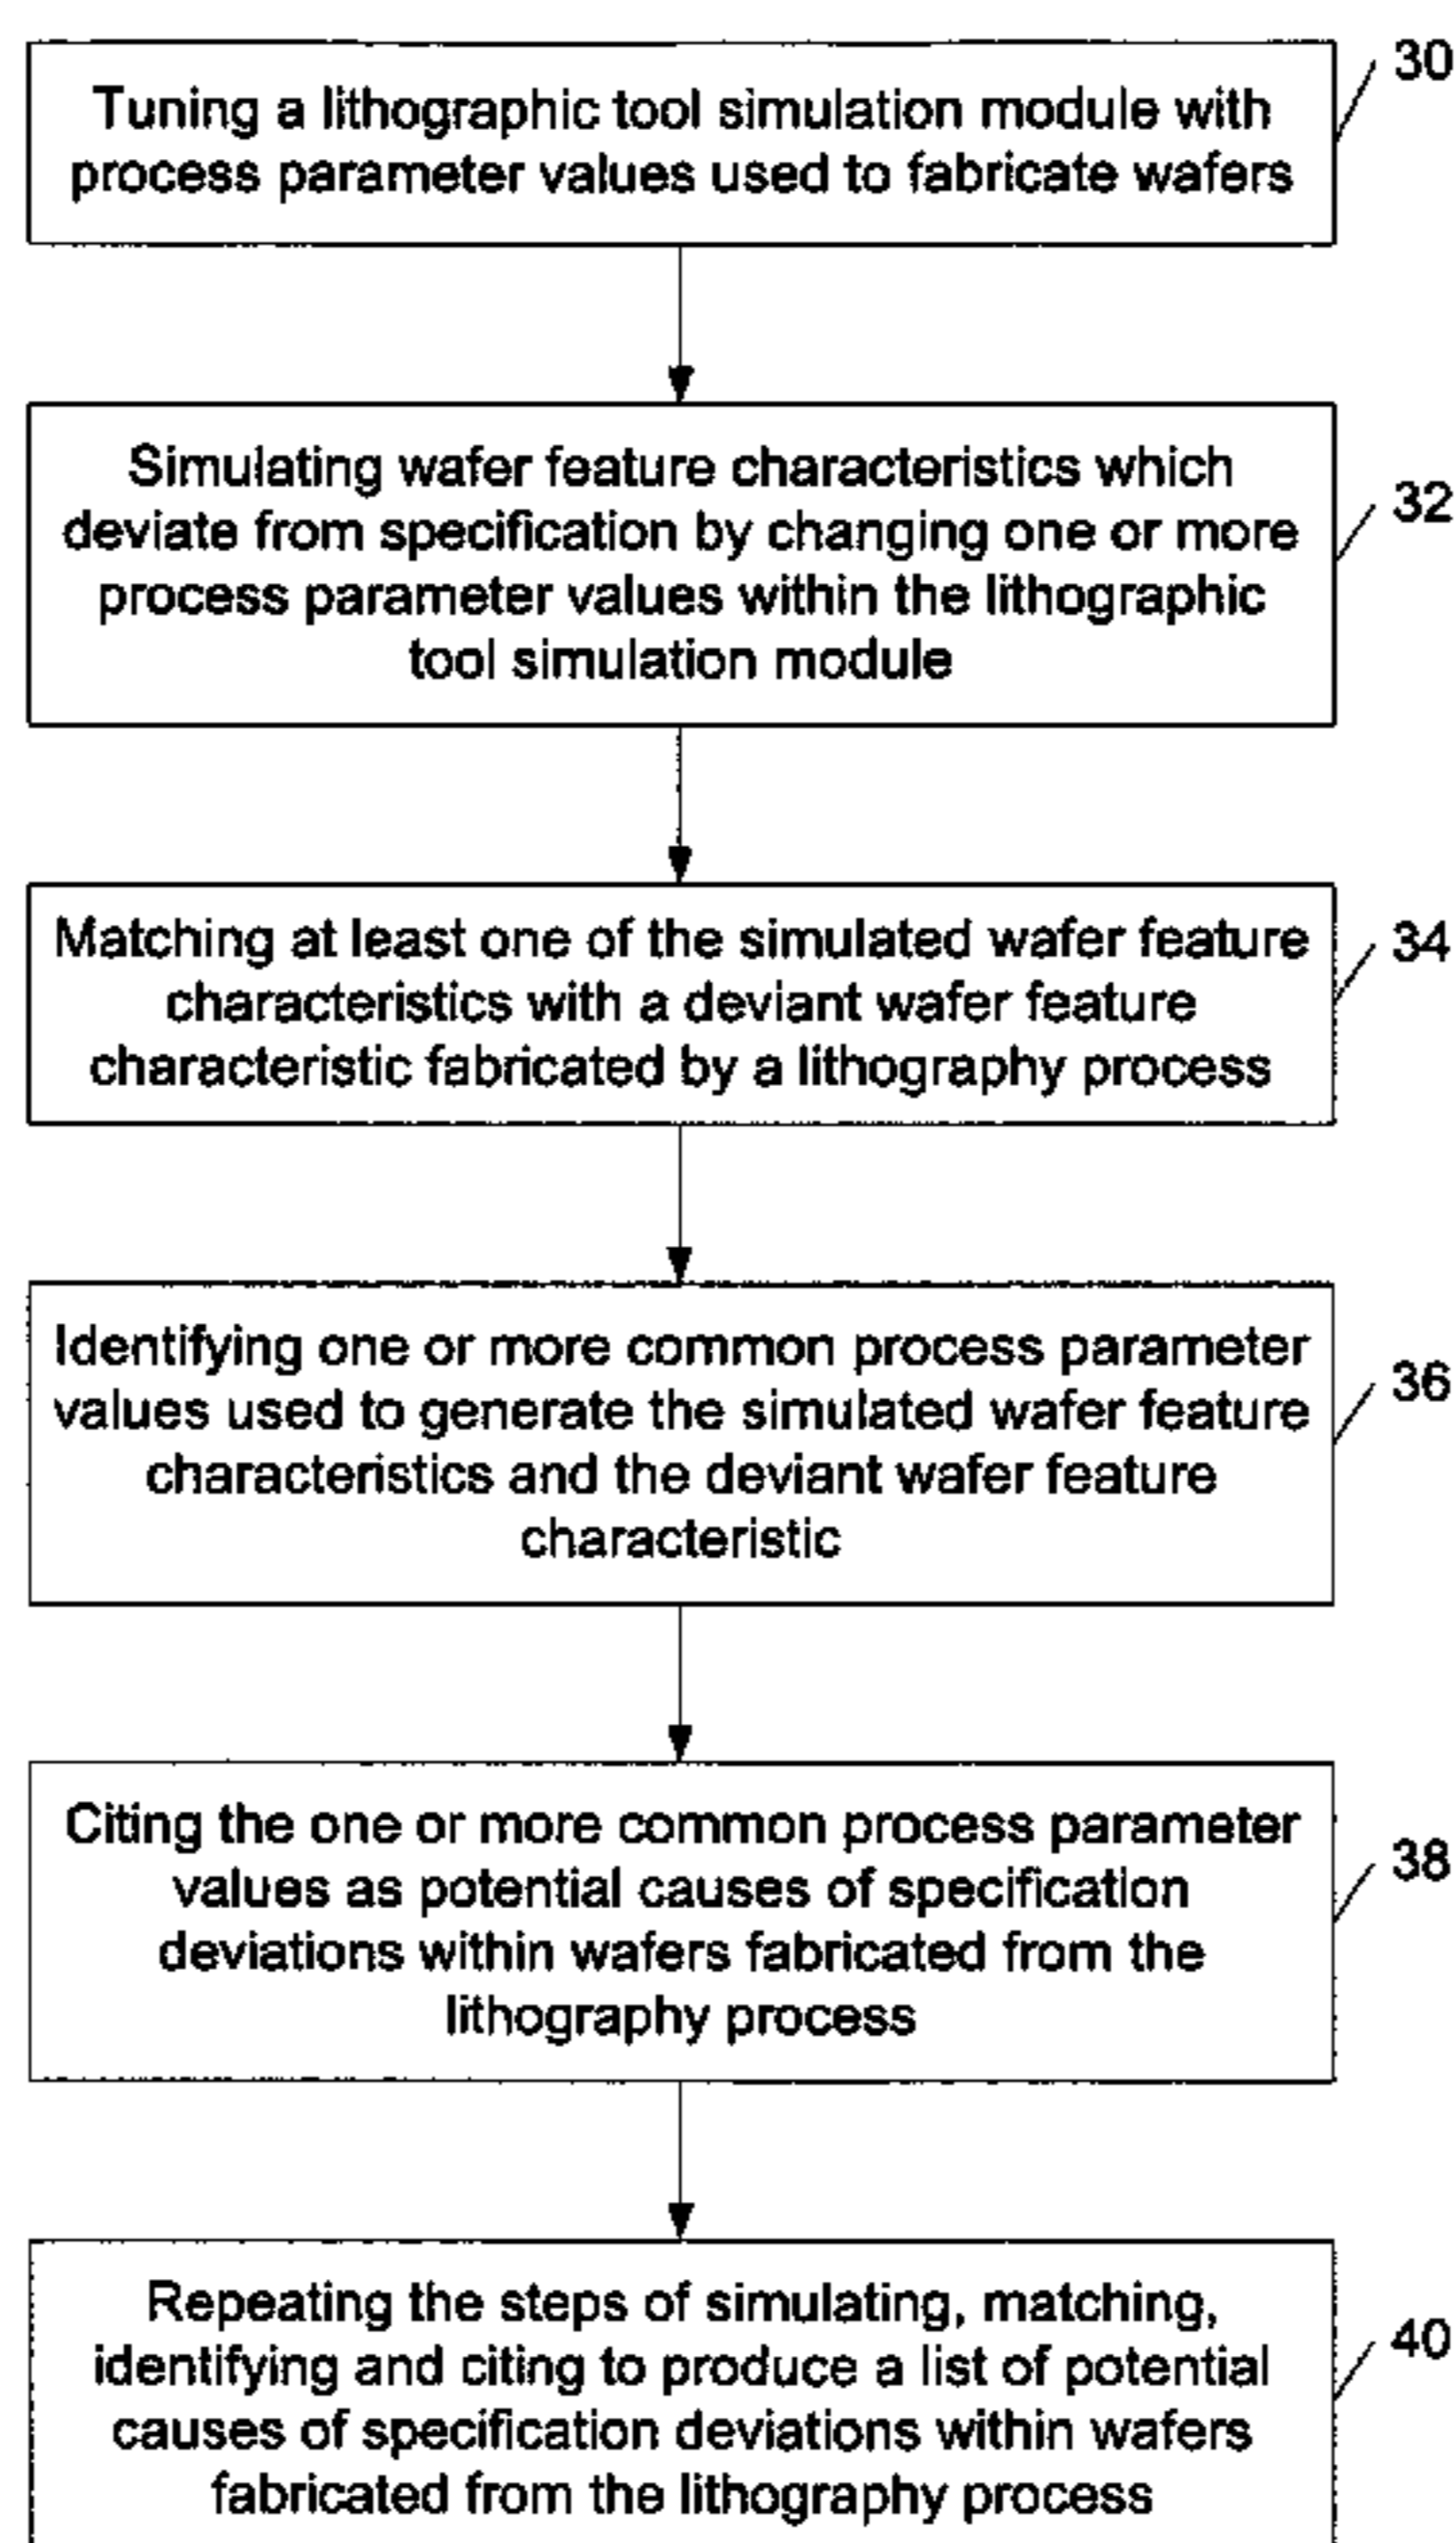 Tuning a lithographic tool simulation module with
process parameter values used to fabricate wafers
30
Simulating wafer feature characteristics which
deviate from specification by changing one or more
process parameter values within the lithographic
tool simulation module
32
Matching at least one of the simulated wafer feature
characteristics with a deviant wafer feature
characteristic fabricated by a lithography process
34
Identifying one or more common process parameter
values used to generate the simulated wafer feature
characteristics and the deviant wafer feature
characteristic
36
Citing the one or more common process parameter
values as potential causes of specification
deviations within wafers fabricated from the
lithography process
38
Repeating the steps of simulating, matching,
identifying and citing to produce a list of potential
causes of specification deviations within wafers
fabricated from the lithography process
40